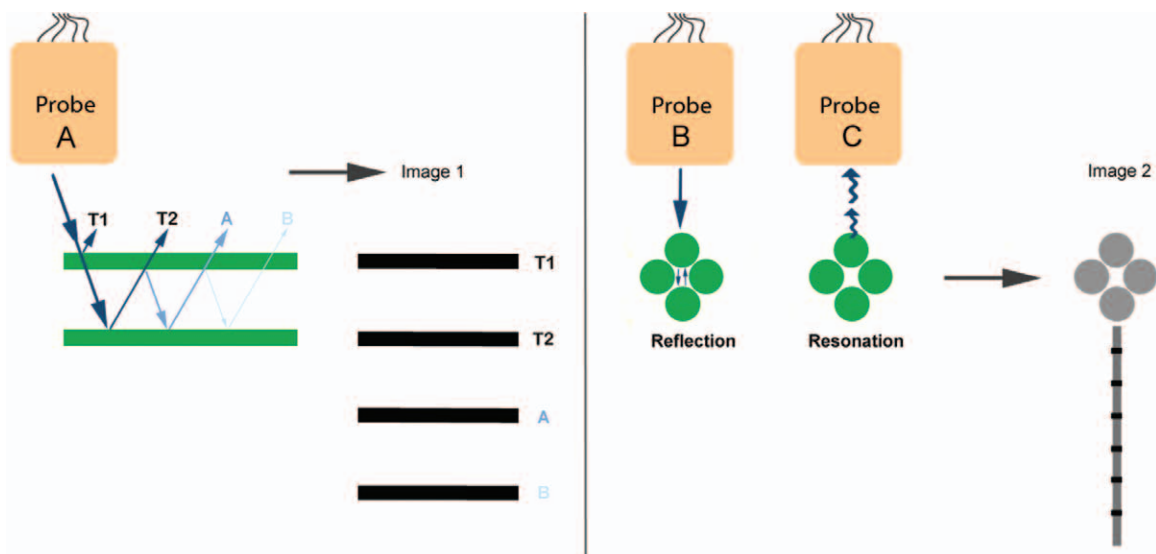 Probe
A
Image 1
T1
T2
A
B
T1
T2
A
B
Probe
B
Probe
C
Image 2
Reflection
Resonation